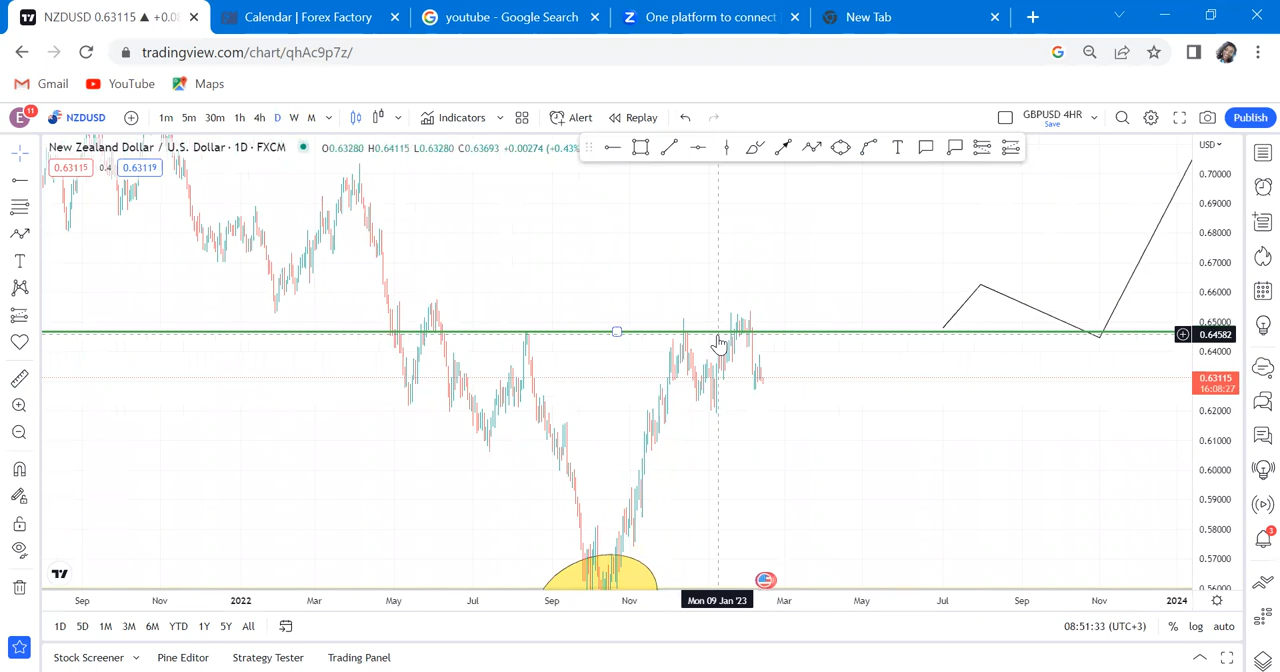 NZDUSD 0.63115 ▲ +0.0
Calendar | Forex Factory
youtube - Google Search
One platform to connect
New Tab
tradingview.com/chart/qhAc9p7z/
Gmail YouTube Maps
E 11 NZDUSD 1m 5m 30m 1h 4h D W M Indicators Alert Replay GBPUSD 4HR Save Publish
New Zealand Dollar / U.S. Dollar · 1D · FXCM O0.63280 H0.64115 L0.63280 C0.63693 +0.00274 (+0.43%
USD
63115 0.4 0.63119
0.70000
0.69000
0.68000
0.67000
0.66000
0.65000
0.64582
0.64000
0.63115
16:08:27
0.62000
0.61000
0.60000
0.59000
0.58000
0.57000
0.56000
3
Sep Nov 2022 Mar May Jul Sep Nov Mon 09 Jan '23 Mar May Jul Sep Nov 2024
1D 5D 1M 3M 6M YTD 1Y 5Y All 08:51:33 (UTC+3) % log auto
Stock Screener Pine Editor Strategy Tester Trading Panel